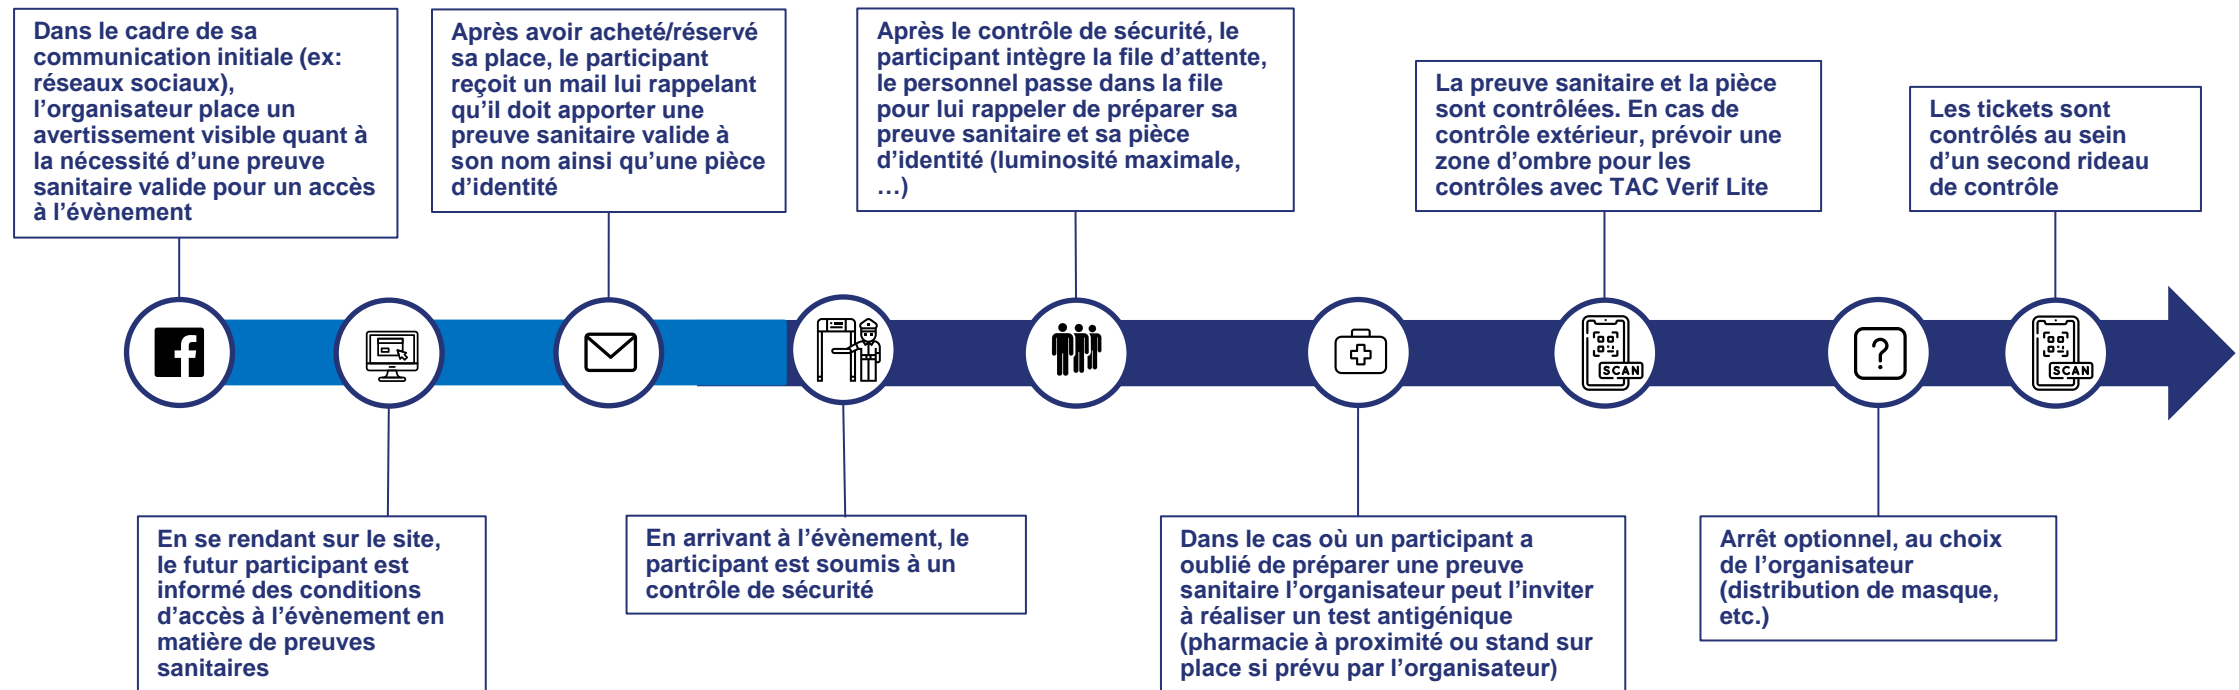 Dans le cadre de sa
communication initiale (ex:
réseaux sociaux),
l’organisateur place un
avertissement visible quant à
la nécessité d’une preuve
sanitaire valide pour un accès
à l’évènement
Après avoir acheté/réservé
sa place, le participant
reçoit un mail lui rappelant
qu’il doit apporter une
preuve sanitaire valide à
son nom ainsi qu’une pièce
d’identité
Après le contrôle de sécurité, le
participant intègre la file d’attente,
le personnel passe dans la file
pour lui rappeler de préparer sa
preuve sanitaire et sa pièce
d’identité (luminosité maximale,
…)
La preuve sanitaire et la pièce
sont contrôlées. En cas de
contrôle extérieur, prévoir une
zone d’ombre pour les
contrôles avec TAC Verif Lite
Les tickets sont
contrôlés au sein
d’un second rideau
de contrôle
f
SCAN
?
SCAN
En se rendant sur le site,
le futur participant est
informé des conditions
d’accès à l’évènement en
matière de preuves
sanitaires
En arrivant à l’évènement, le
participant est soumis à un
contrôle de sécurité
Dans le cas où un participant a
oublié de préparer une preuve
sanitaire l’organisateur peut l’inviter
à réaliser un test antigénique
(pharmacie à proximité ou stand sur
place si prévu par l’organisateur)
Arrêt optionnel, au choix
de l’organisateur
(distribution de masque,
etc.)